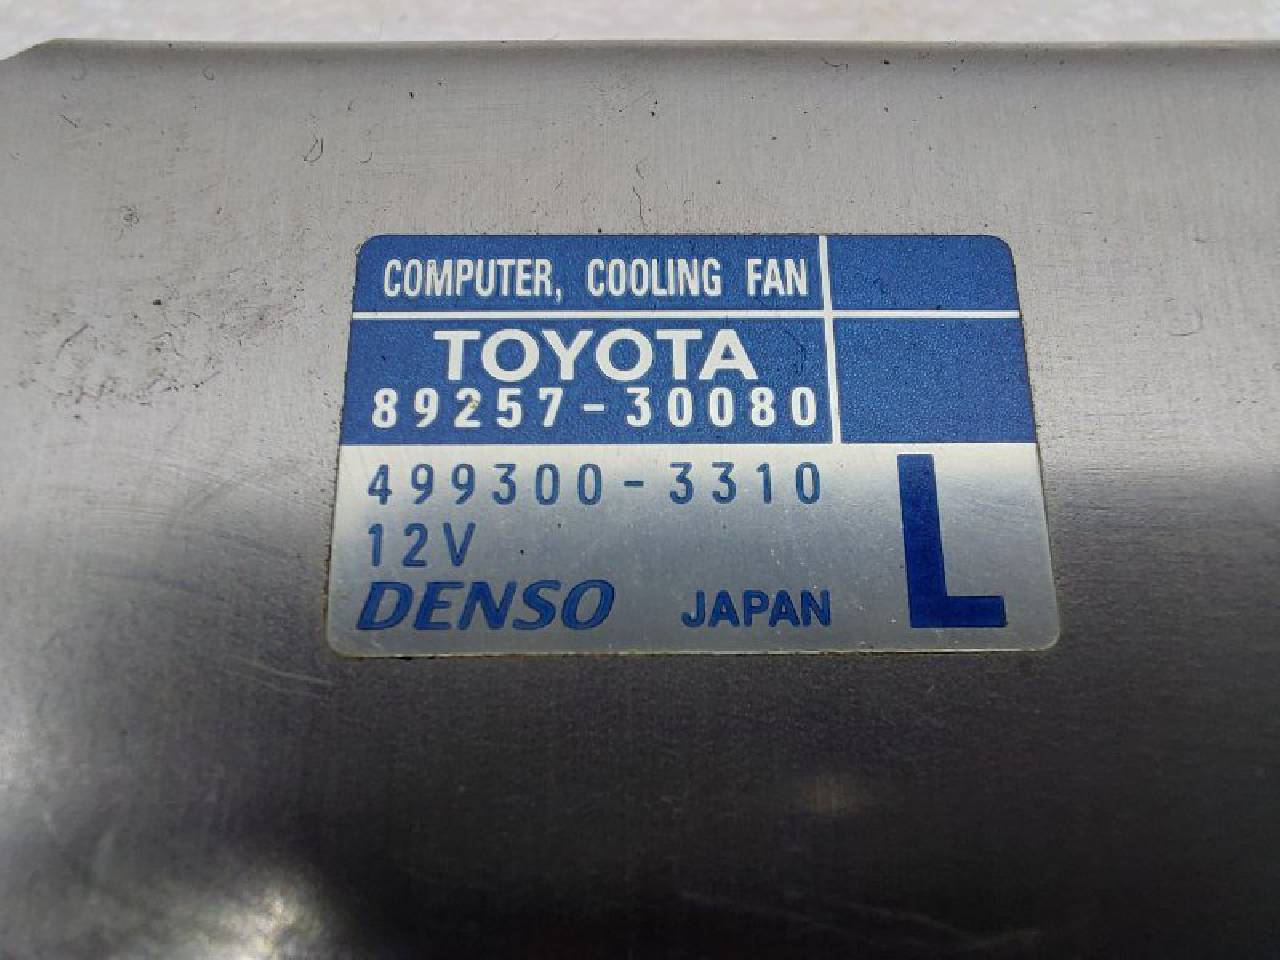 COMPUTER, COOLING FAN
TOYOTA
89257-30080
499300-3310
12V
DENSO JAPAN
L